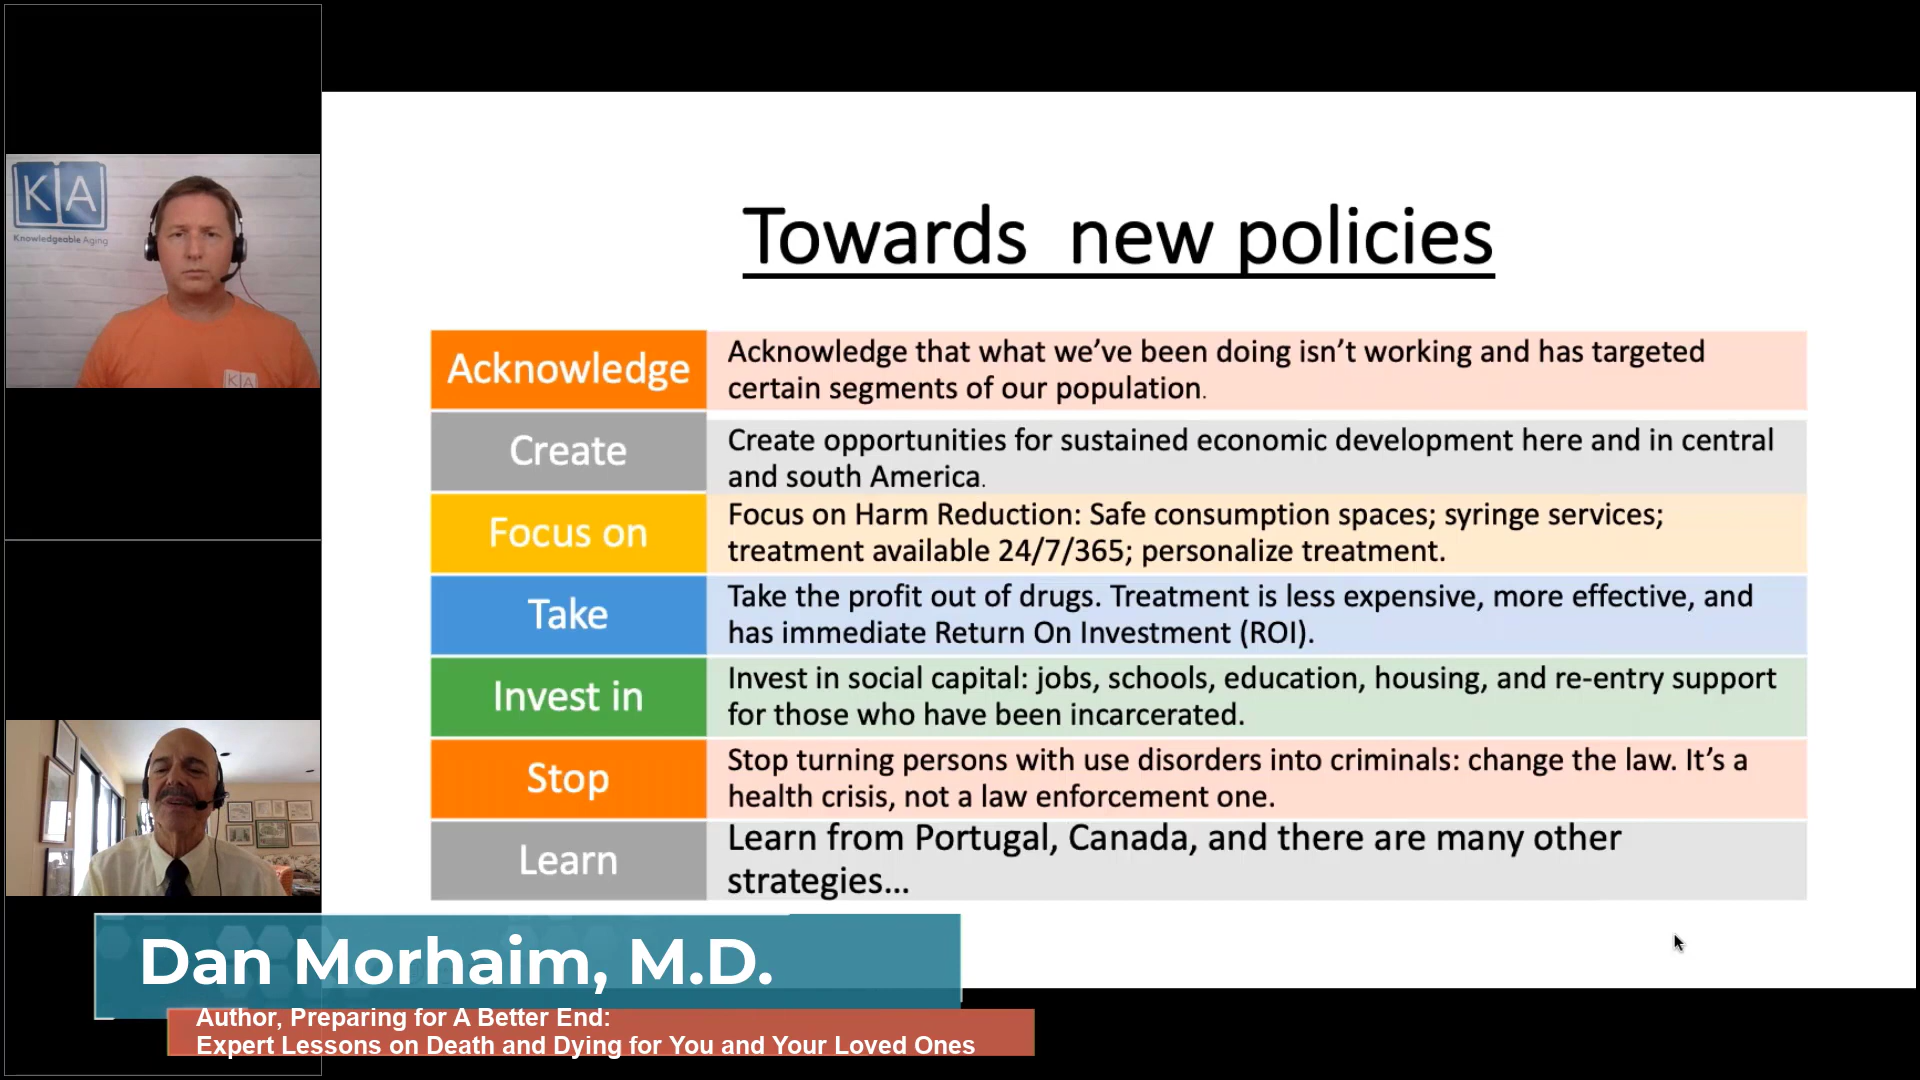 K A
Knowledgeable Aging
KA
Towards new policies
Acknowledge
Acknowledge that what we've been doing isn't working and has targeted
certain segments of our population.
Create
Create opportunities for sustained economic development here and in central
and south America.
Focus on
Focus on Harm Reduction: Safe consumption spaces; syringe services;
treatment available 24/7/365; personalize treatment.
Take
Take the profit out of drugs. Treatment is less expensive, more effective, and
has immediate Return On Investment (ROI).
Invest in
Invest in social capital: jobs, schools, education, housing, and re-entry support
for those who have been incarcerated.
Stop
Stop turning persons with use disorders into criminals: change the law. It's a
health crisis, not a law enforcement one.
Learn
Learn from Portugal, Canada, and there are many other
strategies...
Dan Morhaim, M.D.
Author, Preparing for A Better End:
Expert Lessons on Death and Dying for You and Your Loved Ones